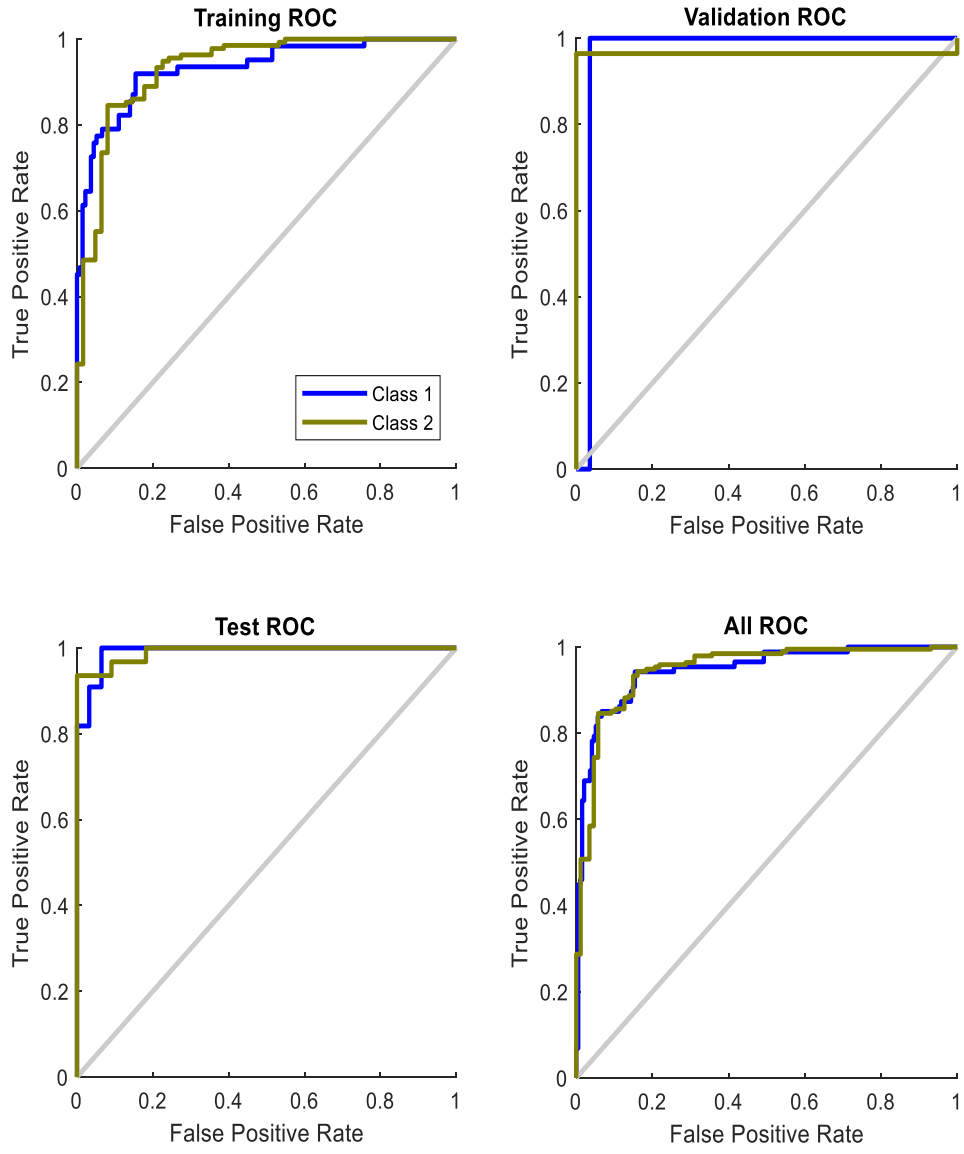 Training ROC
1
0.8
0.6
0.4
0.2
0
True Positive Rate
Class 1
Class 2
0 0.2 0.4 0.6 0.8 1
False Positive Rate
Validation ROC
1
0.8
0.6
0.4
0.2
0
True Positive Rate
0 0.2 0.4 0.6 0.8 1
False Positive Rate
Test ROC
1
0.8
0.6
0.4
0.2
0
True Positive Rate
0 0.2 0.4 0.6 0.8 1
False Positive Rate
All ROC
1
0.8
0.6
0.4
0.2
0
True Positive Rate
0 0.2 0.4 0.6 0.8 1
False Positive Rate